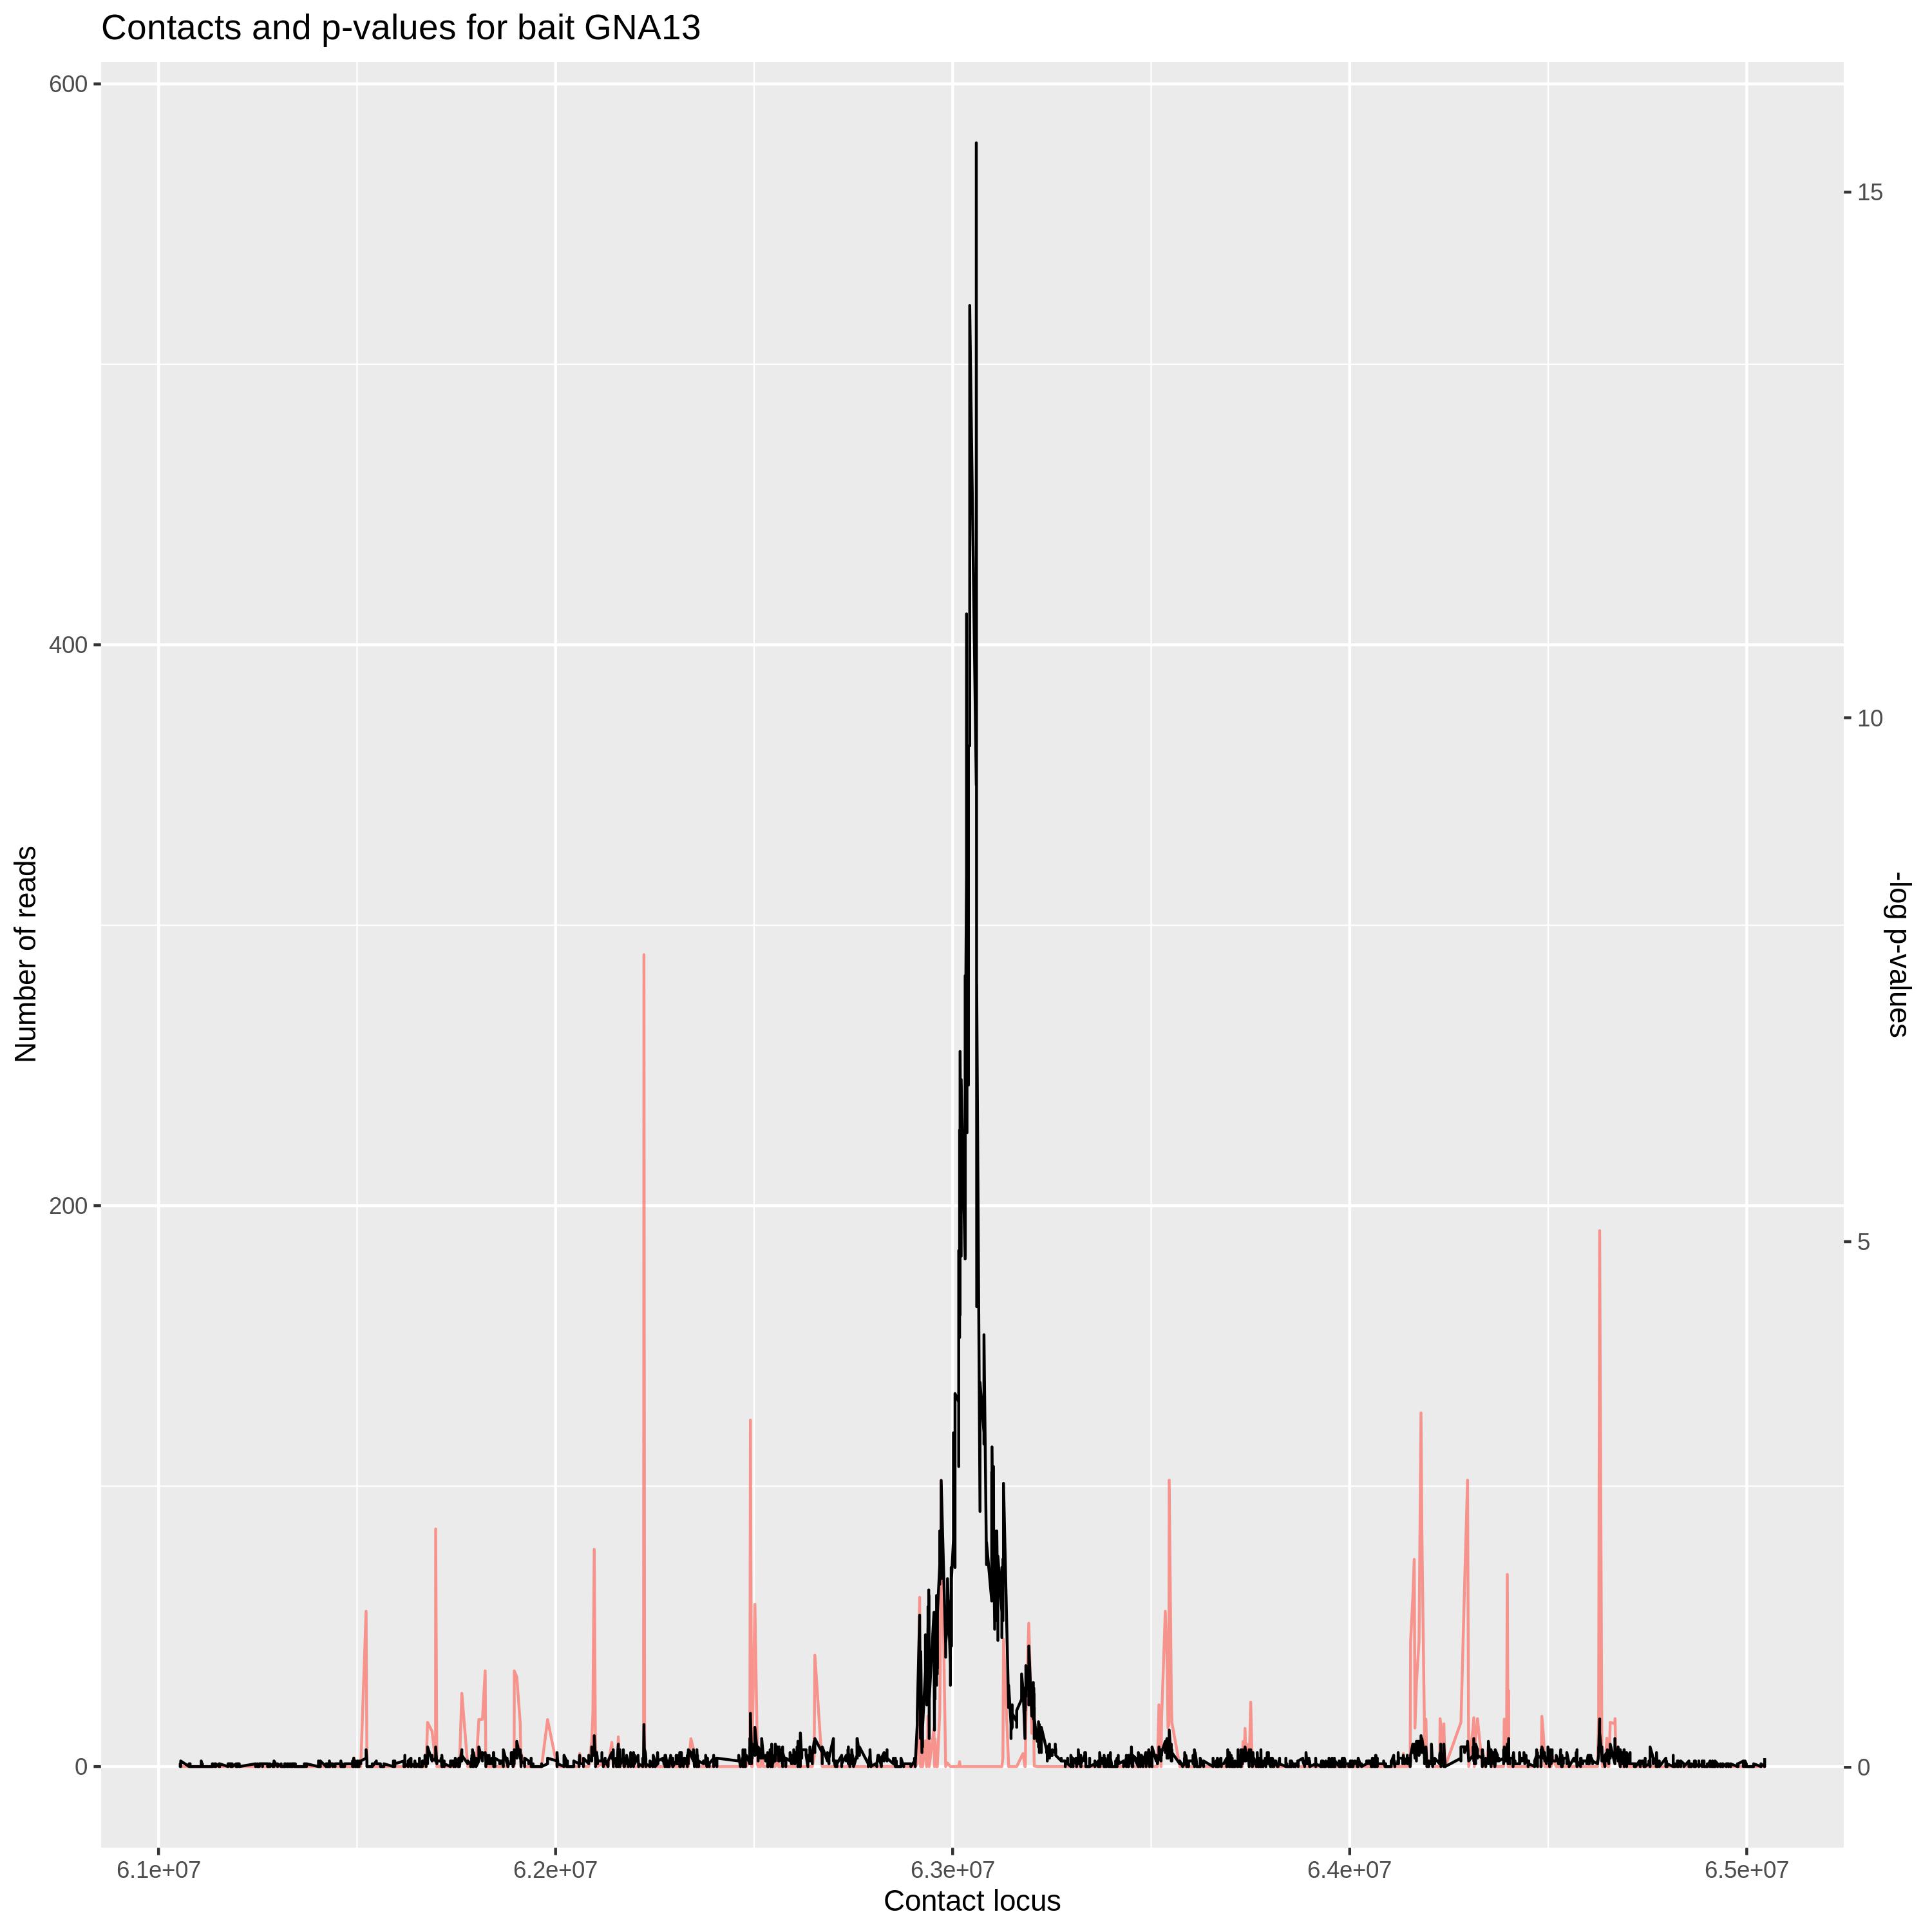 Contacts and p-values for bait GNA13
600
400
200
0
Number of reads
15
10
5
0
-log p-values
6.1e+07
6.2e+07
6.3e+07
6.4e+07
6.5e+07
Contact locus